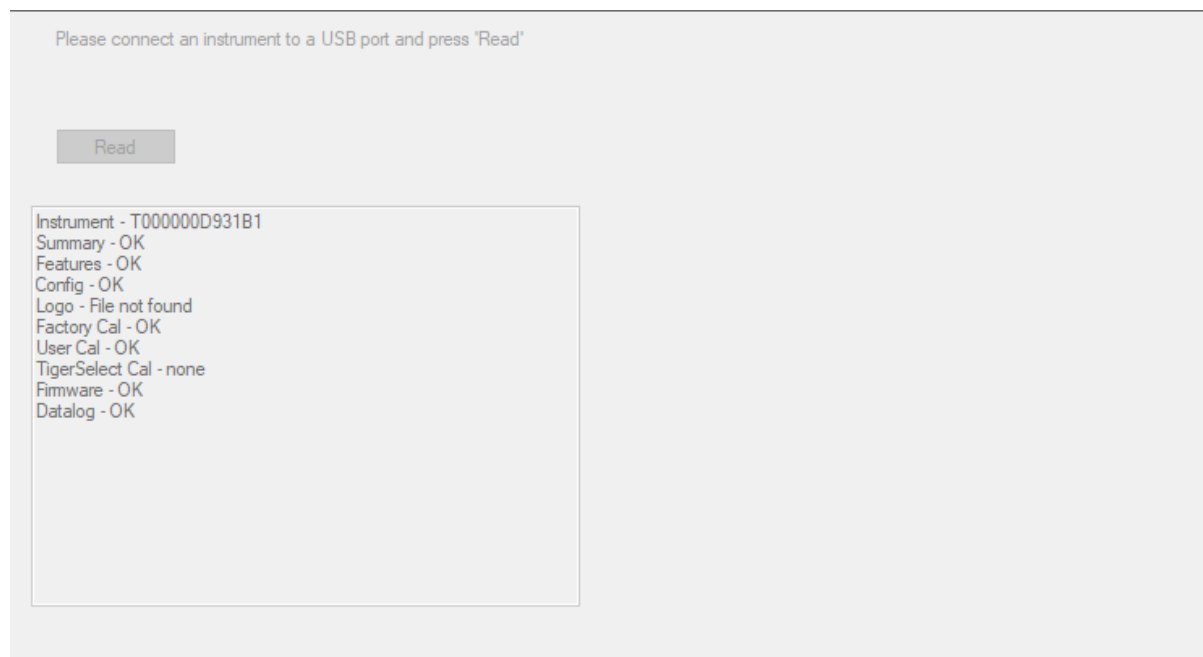 Please connect an instrument to a USB port and press 'Read'
Read
Instrument - T000000D931B1
Summary - OK
Features - OK
Config - OK
Logo - File not found
Factory Cal - OK
User Cal - OK
TigerSelect Cal - none
Firmware - OK
Datalog - OK